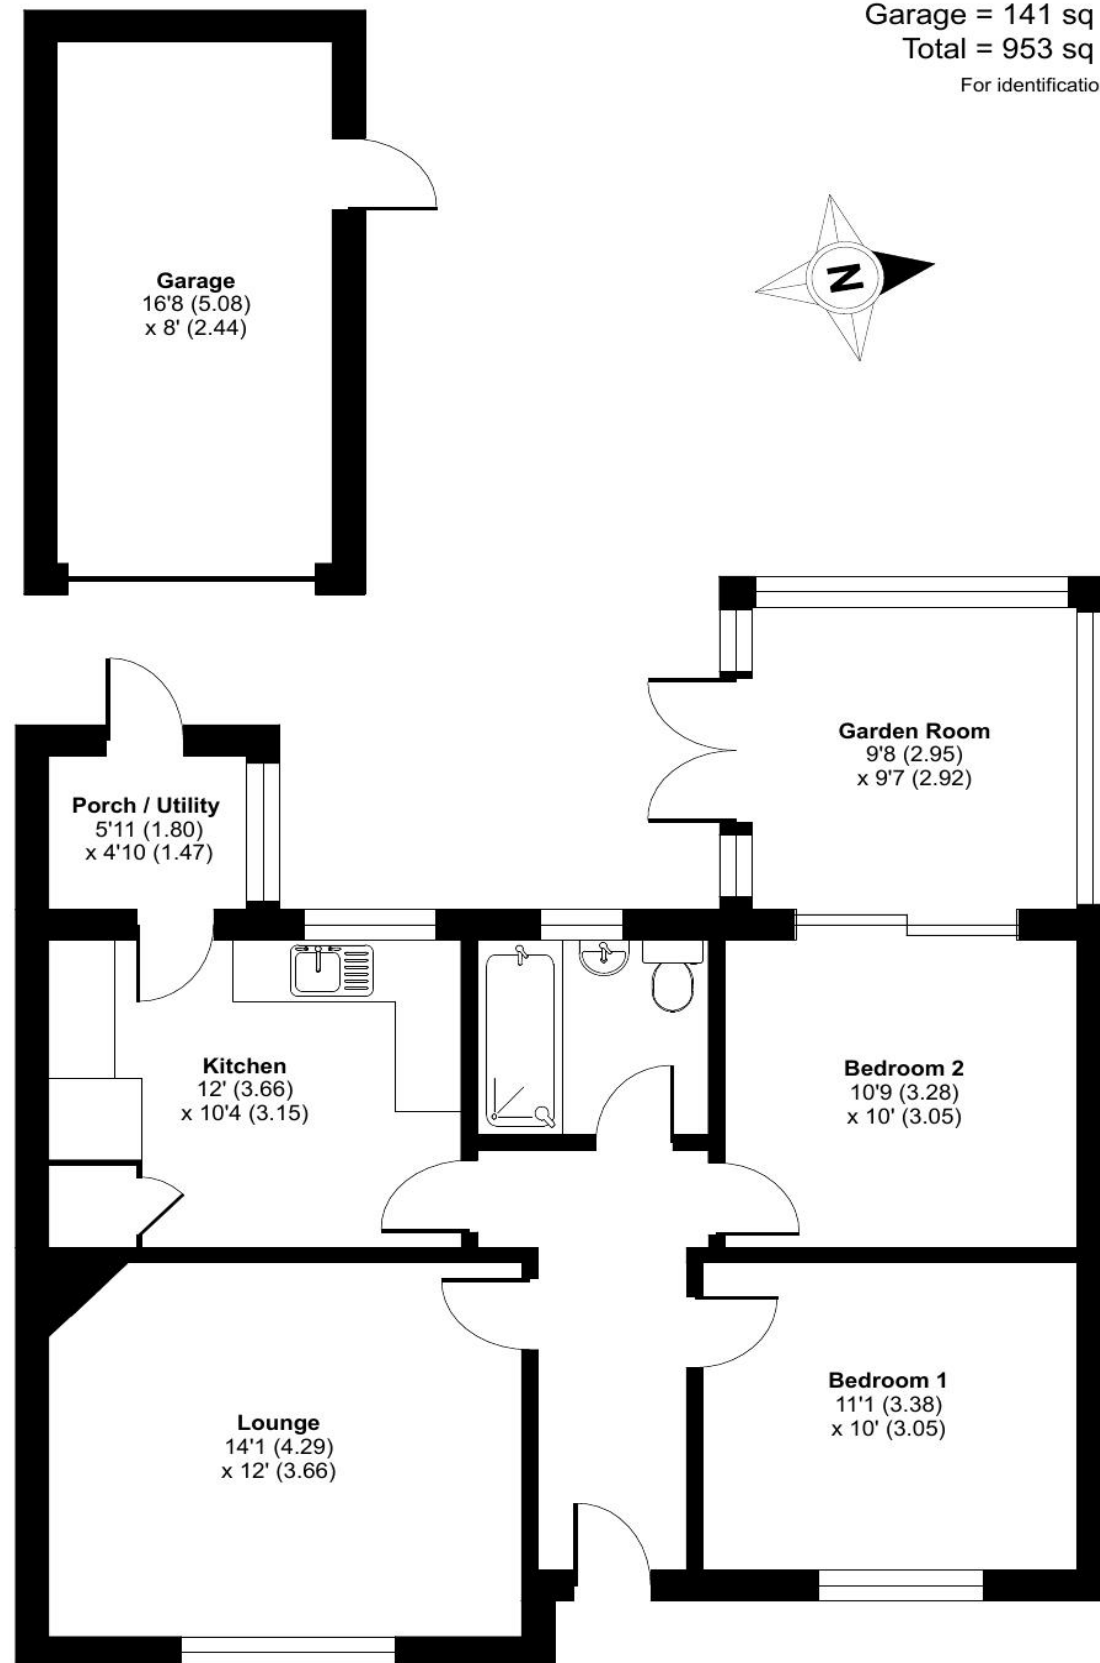 Garage = 141 sq
Total = 953 sq
For identificatio
Garage
16'8 (5.08)
x 8' (2.44)
N
Garden Room
9'8 (2.95)
x 9'7 (2.92)
Porch / Utility
5'11 (1.80)
x 4'10 (1.47)
Kitchen
12' (3.66)
x 10'4 (3.15)
Bedroom 2
10'9 (3.28)
x 10' (3.05)
Bedroom 1
11'1 (3.38)
x 10' (3.05)
Lounge
14'1 (4.29)
x 12' (3.66)